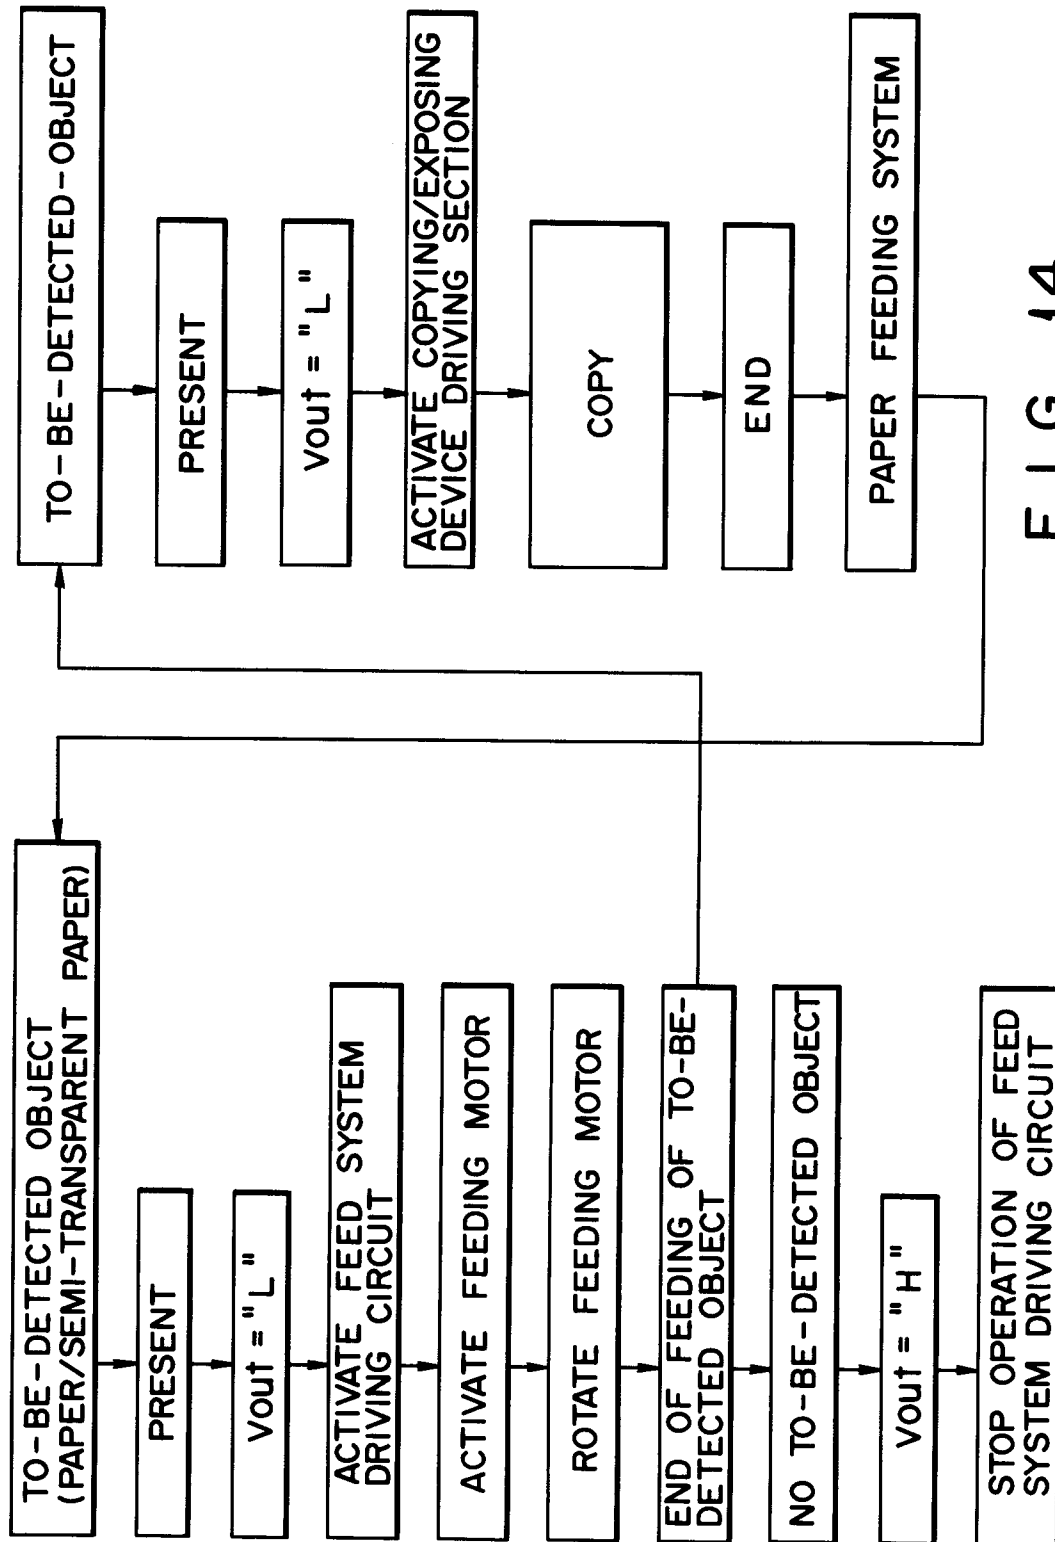 TO-BE-DETECTED OBJECT
(PAPER/SEMI-TRANSPARENT PAPER)
PRESENT
Vout = "L"
ACTIVATE FEED SYSTEM
DRIVING CIRCUIT
ACTIVATE FEEDING MOTOR
ROTATE FEEDING MOTOR
END OF FEEDING OF TO-BE-
DETECTED OBJECT
NO TO-BE-DETECTED OBJECT
Vout = "H"
STOP OPERATION OF FEED
SYSTEM DRIVING CIRCUIT
TO-BE-DETECTED-OBJECT
PRESENT
Vout = "L"
ACTIVATE COPYING/EXPOSING
DEVICE DRIVING SECTION
COPY
END
PAPER FEEDING SYSTEM
FIG. 14